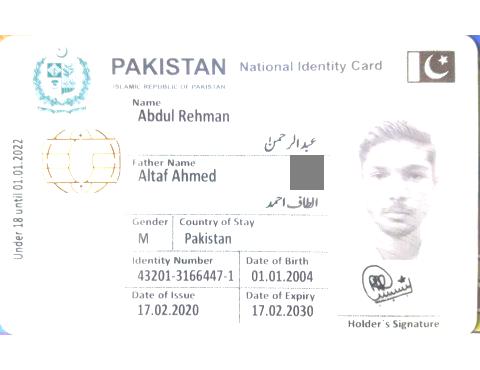 PAKISTAN National Identity Card
ISLAMIC REPUBLIC OF PAKISTAN
Name
Abdul Rehman
عبدالرحمن
Father Name
Altaf Ahmed
الطاف احمد
Gender Country of Stay
M Pakistan
Identity Number Date of Birth
43201-3166447-1 01.01.2004
Date of Issue Date of Expiry
17.02.2020 17.02.2030
Holder's Signature
Under 18 until 01.01.2022